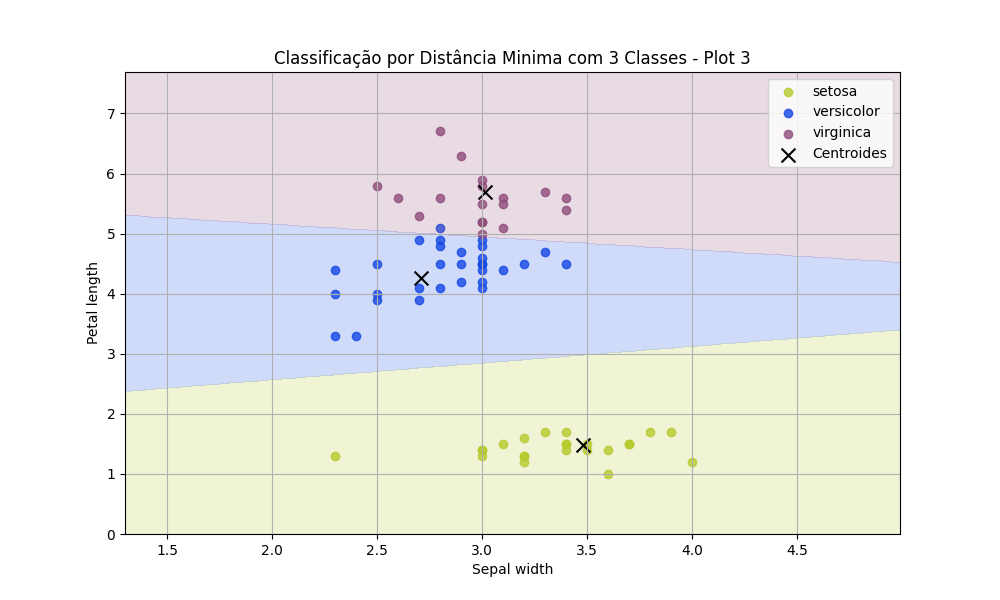 Classificação por Distância Minima com 3 Classes - Plot 3
setosa
versicolor
virginica
Centroides
Petal length
7
6
5
4
3
2
1
0
1.5 2.0 2.5 3.0 3.5 4.0 4.5
Sepal width